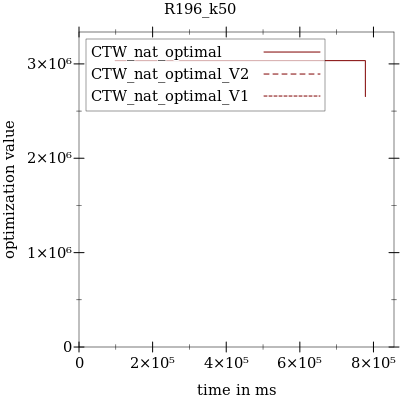 R196_k50
CTW_nat_optimal
CTW_nat_optimal_V2
CTW_nat_optimal_V1
optimization value
3×10⁶
2×10⁶
1×10⁶
0
0 2×10⁵ 4×10⁵ 6×10⁵ 8×10⁵
time in ms